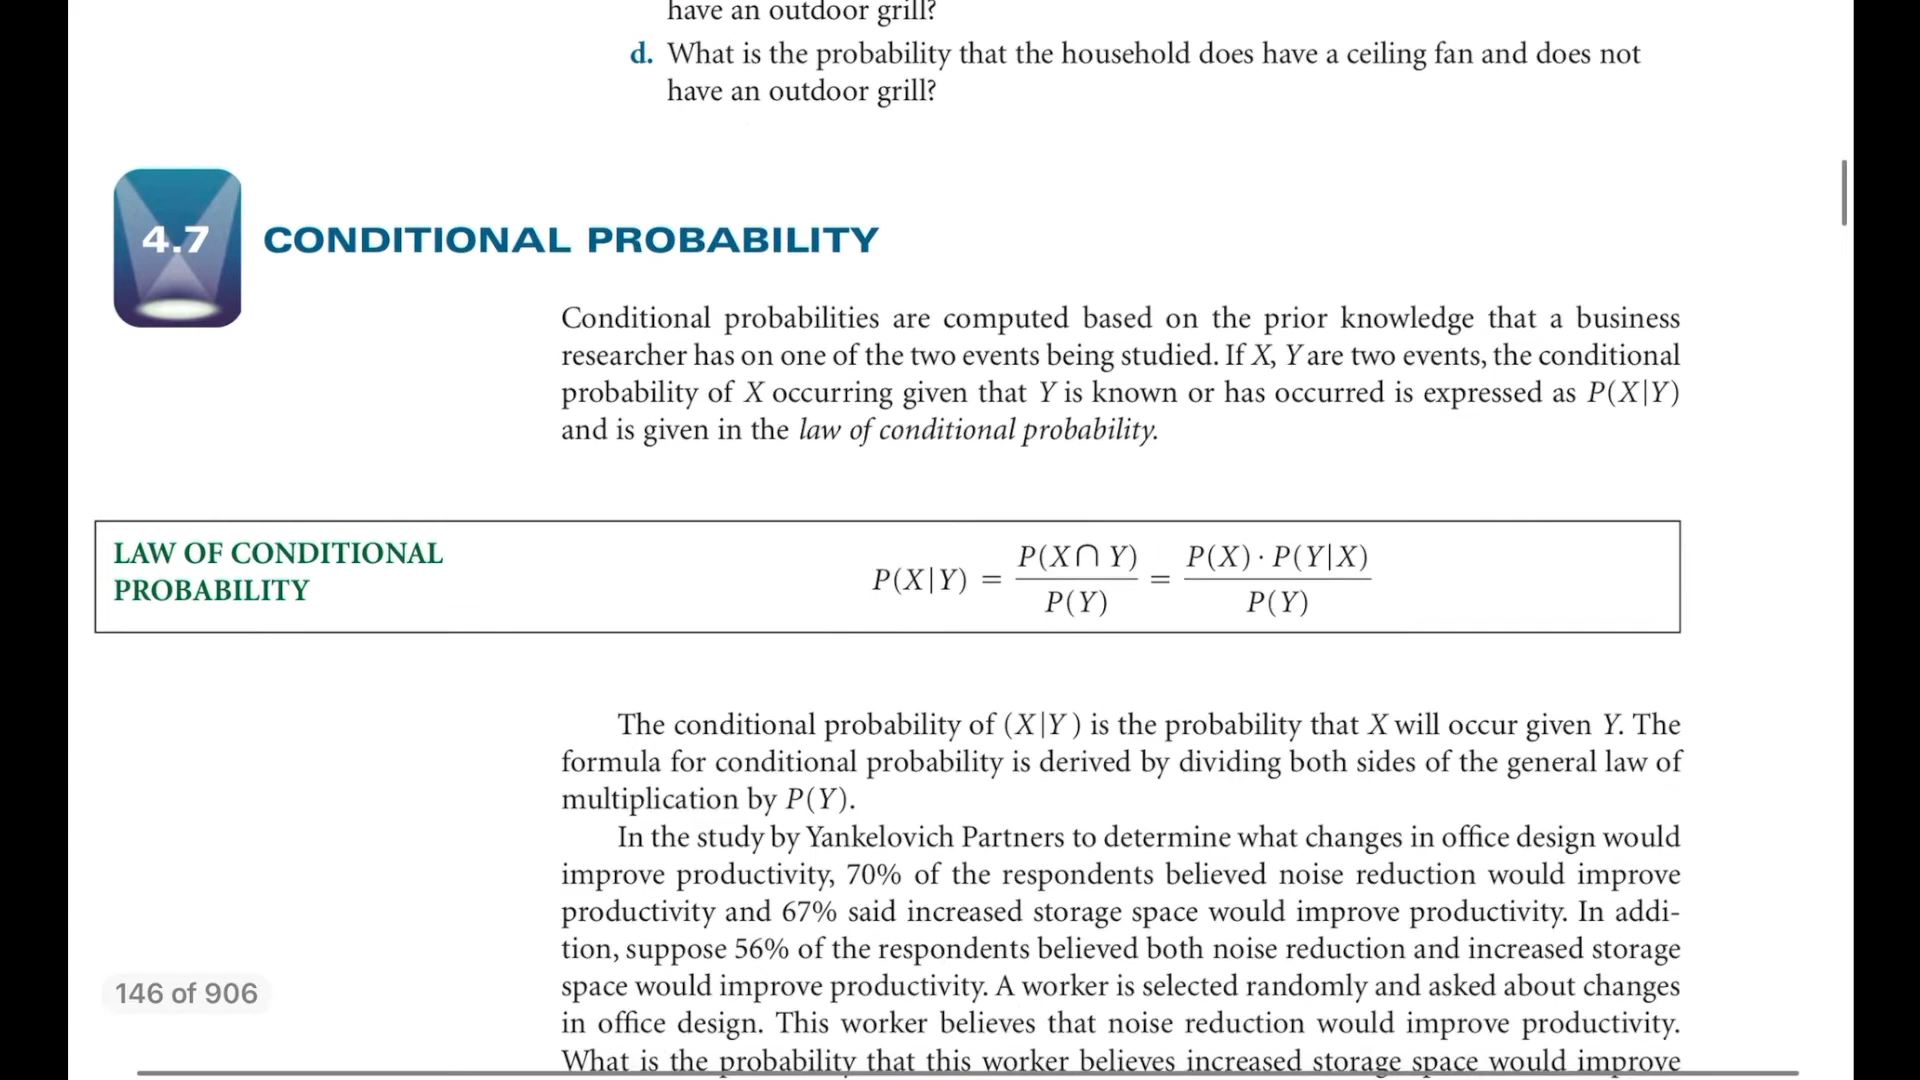 have an outdoor grill?
d. What is the probability that the household does have a ceiling fan and does not
have an outdoor grill?
4.7 CONDITIONAL PROBABILITY
Conditional probabilities are computed based on the prior knowledge that a business
researcher has on one of the two events being studied. If X, Y are two events, the conditional
probability of X occurring given that Y is known or has occurred is expressed as P(X|Y)
and is given in the law of conditional probability.
LAW OF CONDITIONAL
PROBABILITY
P(X|Y) = P(X∩Y)/P(Y) = P(X)·P(Y|X)/P(Y)
The conditional probability of (X|Y) is the probability that X will occur given Y. The
formula for conditional probability is derived by dividing both sides of the general law of
multiplication by P(Y).
In the study by Yankelovich Partners to determine what changes in office design would
improve productivity, 70% of the respondents believed noise reduction would improve
productivity and 67% said increased storage space would improve productivity. In addi-
tion, suppose 56% of the respondents believed both noise reduction and increased storage
space would improve productivity. A worker is selected randomly and asked about changes
in office design. This worker believes that noise reduction would improve productivity.
What is the probability that this worker believes increased storage space would improve
146 of 906